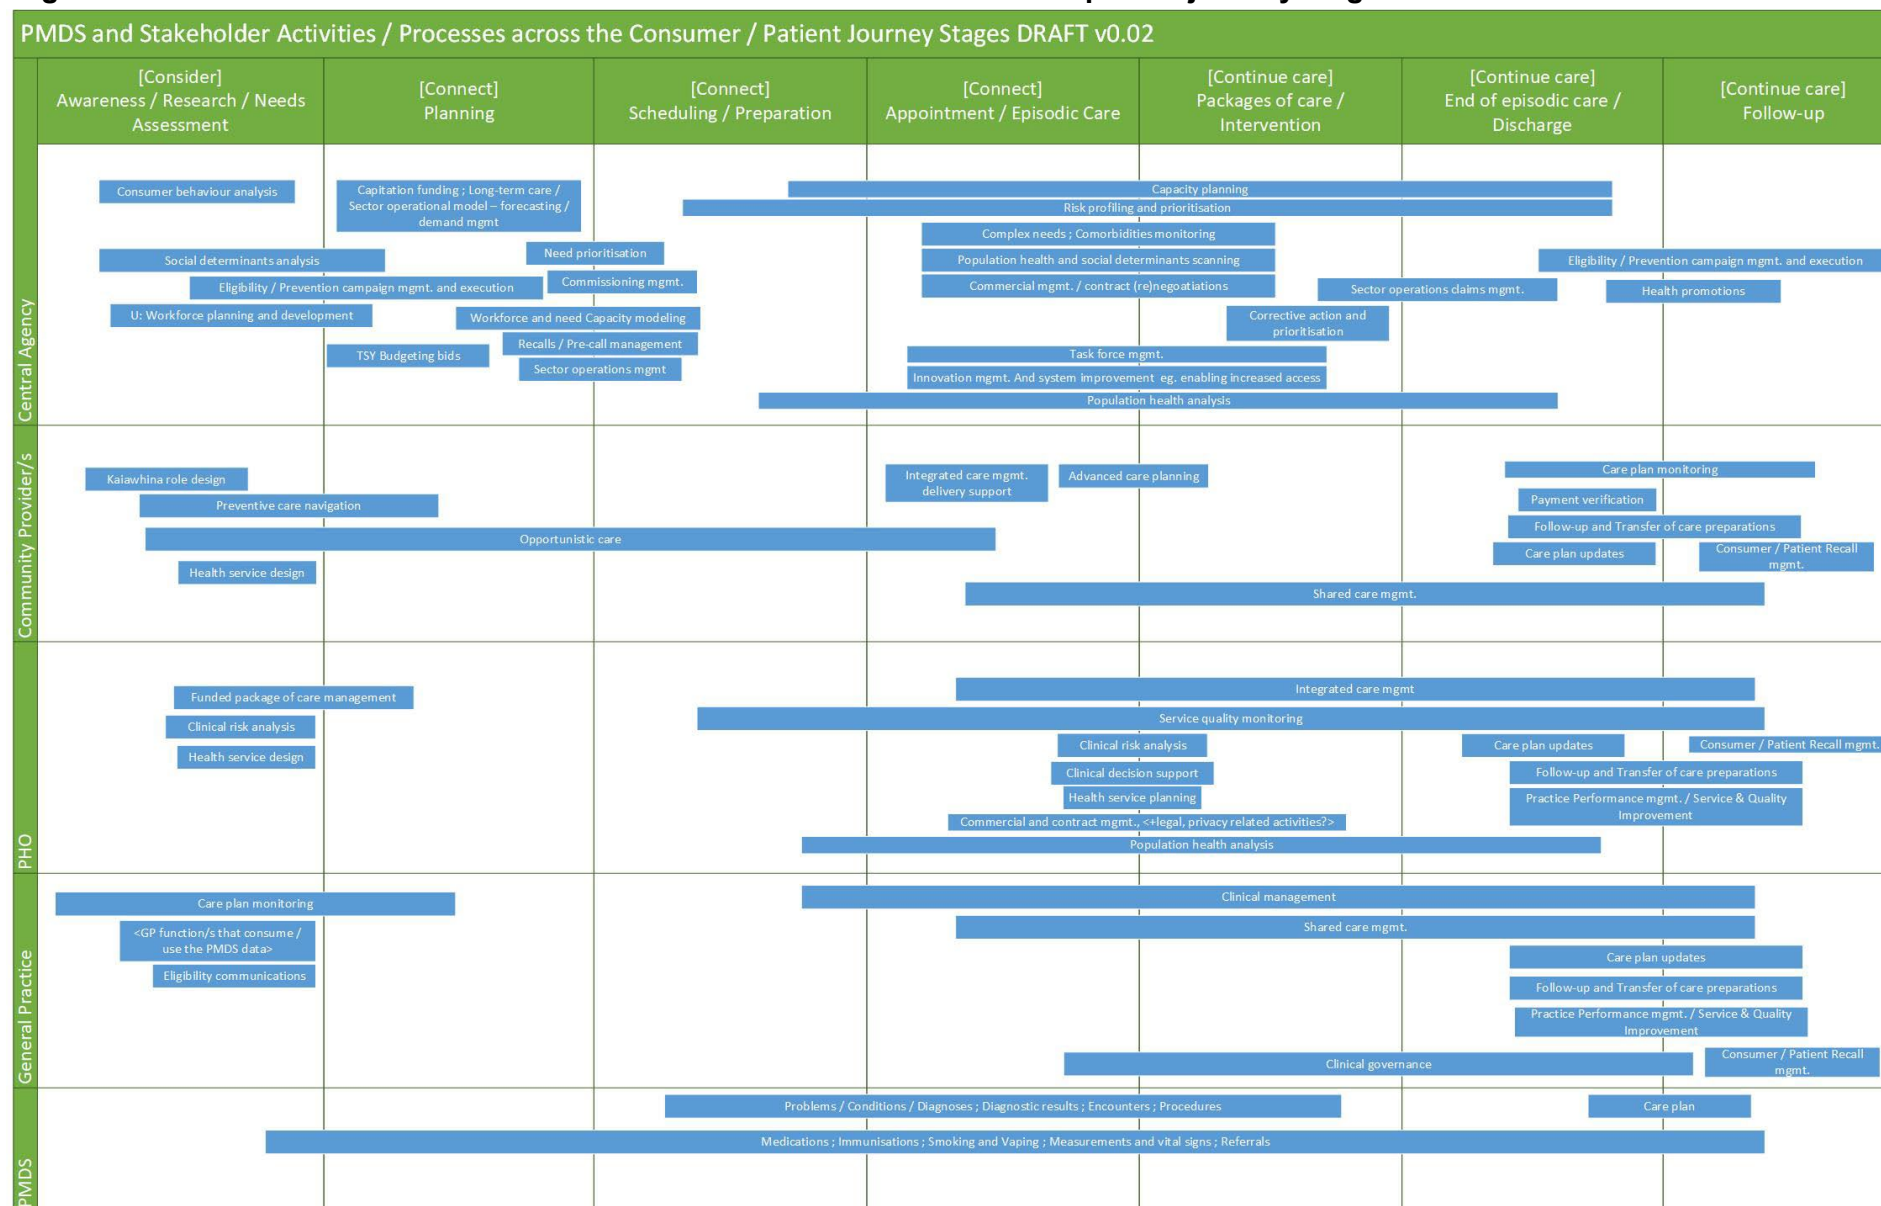 PMDS and Stakeholder Activities / Processes across the Consumer / Patient Journey Stages DRAFT v0.02
[Consider]
Awareness / Research / Needs
Assessment
[Connect]
Planning
[Connect]
Scheduling / Preparation
[Connect]
Appointment / Episodic Care
[Continue care]
Packages of care /
Intervention
[Continue care]
End of episodic care /
Discharge
[Continue care]
Follow-up
Central Agency
Consumer behaviour analysis
Capitation funding ; Long-term care /
Sector operational model – forecasting /
demand mgmt
Capacity planning
Risk profiling and prioritisation
Complex needs ; Comorbidities monitoring
Need prioritisation
Social determinants analysis
Population health and social determinants scanning
Eligibility / Prevention campaign mgmt. and execution
Eligibility / Prevention campaign mgmt. and execution
Commissioning mgmt.
Commercial mgmt. / contract (re)negoatiations
Sector operations claims mgmt.
Health promotions
U: Workforce planning and development
Workforce and need Capacity modeling
Corrective action and
prioritisation
Recalls / Pre-call management
TSY Budgeting bids
Task force mgmt.
Sector operations mgmt
Innovation mgmt. And system improvement eg. enabling increased access
Population health analysis
Community Provider/s
Kaiawhina role design
Integrated care mgmt.
delivery support
Advanced care planning
Care plan monitoring
Preventive care navigation
Payment verification
Opportunistic care
Follow-up and Transfer of care preparations
Care plan updates
Consumer / Patient Recall
mgmt.
Health service design
Shared care mgmt.
PHO
Funded package of care management
Integrated care mgmt
Clinical risk analysis
Service quality monitoring
Health service design
Clinical risk analysis
Care plan updates
Consumer / Patient Recall mgmt.
Clinical decision support
Follow-up and Transfer of care preparations
Health service planning
Practice Performance mgmt. / Service & Quality
Improvement
Commercial and contract mgmt., <+legal, privacy related activities?>
Population health analysis
General Practice
Care plan monitoring
Clinical management
<GP function/s that consume /
use the PMDS data>
Shared care mgmt.
Eligibility communications
Care plan updates
Follow-up and Transfer of care preparations
Practice Performance mgmt. / Service & Quality
Improvement
Clinical governance
Consumer / Patient Recall
mgmt.
PMDS
Problems / Conditions / Diagnoses ; Diagnostic results ; Encounters ; Procedures
Care plan
Medications ; Immunisations ; Smoking and Vaping ; Measurements and vital signs ; Referrals